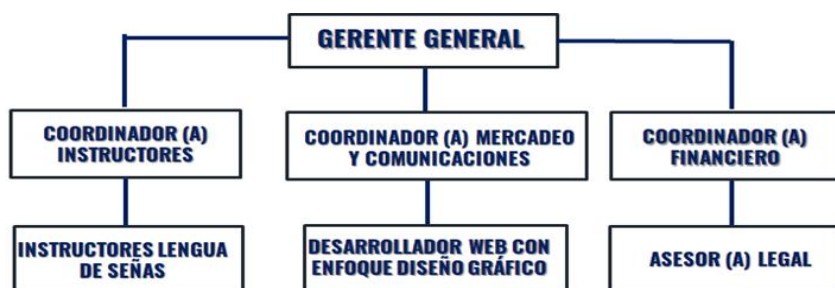 GERENTE GENERAL
COORDINADOR (A)
INSTRUCTORES
COORDINADOR (A) MERCADEO
Y COMUNICACIONES
COORDINADOR (A)
FINANCIERO
INSTRUCTORES LENGUA
DE SEÑAS
DESARROLLADOR WEB CON
ENFOQUE DISEÑO GRÁFICO
ASESOR (A) LEGAL